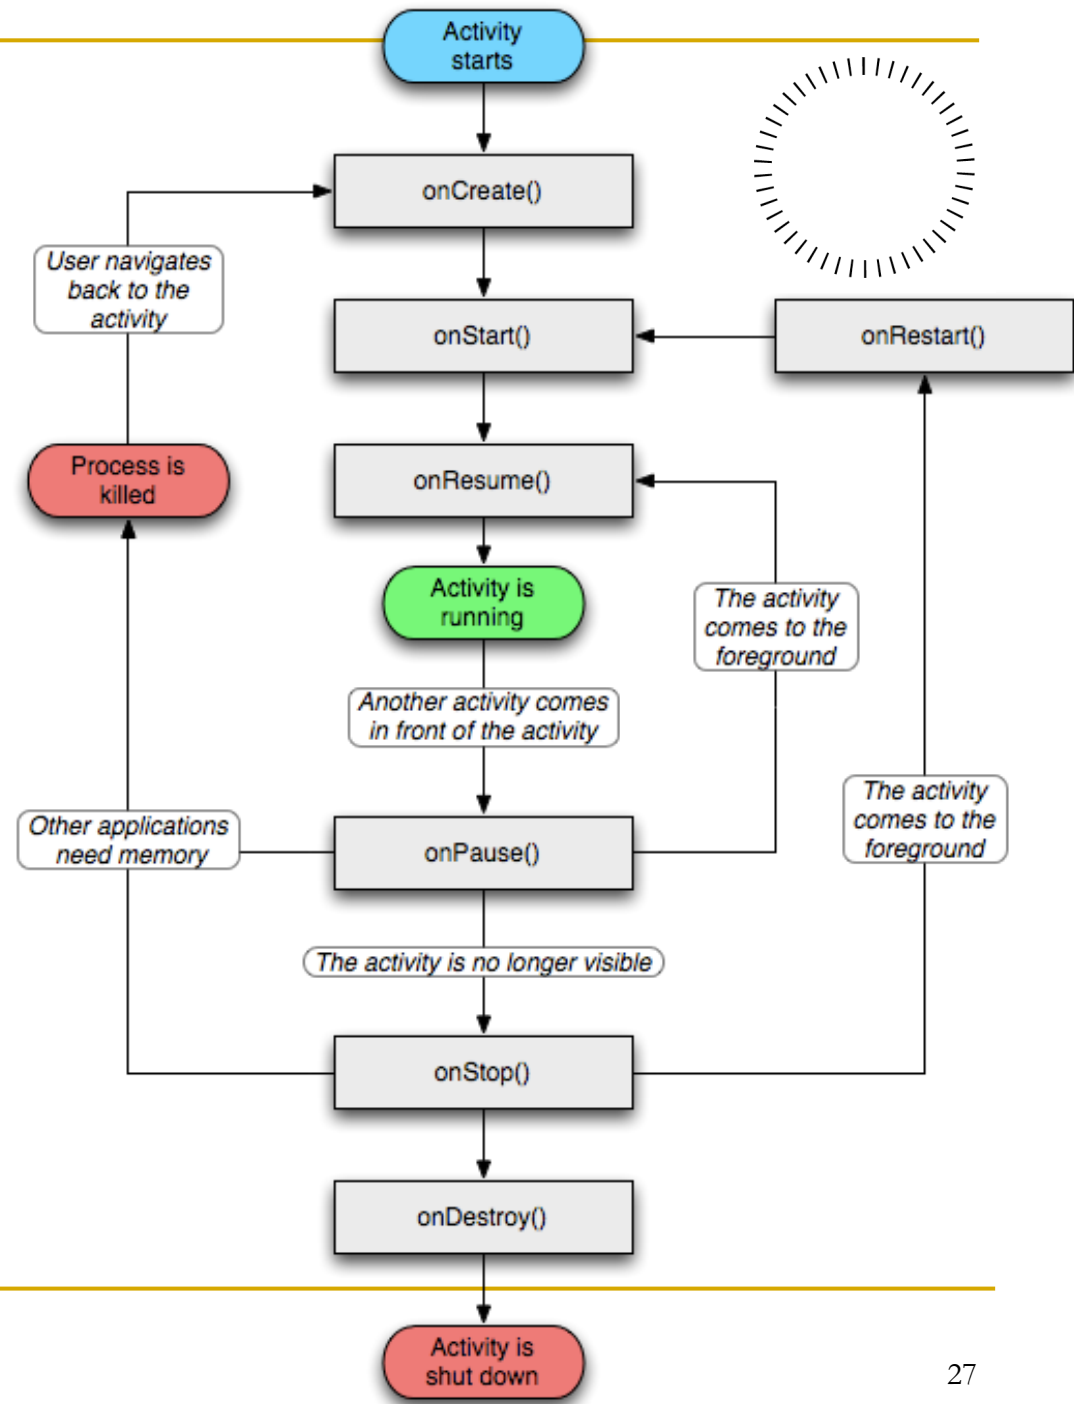 Activity
starts
onCreate()
User navigates
back to the
activity
onStart()
onRestart()
Process is
killed
onResume()
Activity is
running
The activity
comes to the
foreground
Another activity comes
in front of the activity
The activity
comes to the
foreground
Other applications
need memory
onPause()
The activity is no longer visible
onStop()
onDestroy()
Activity is
shut down
27